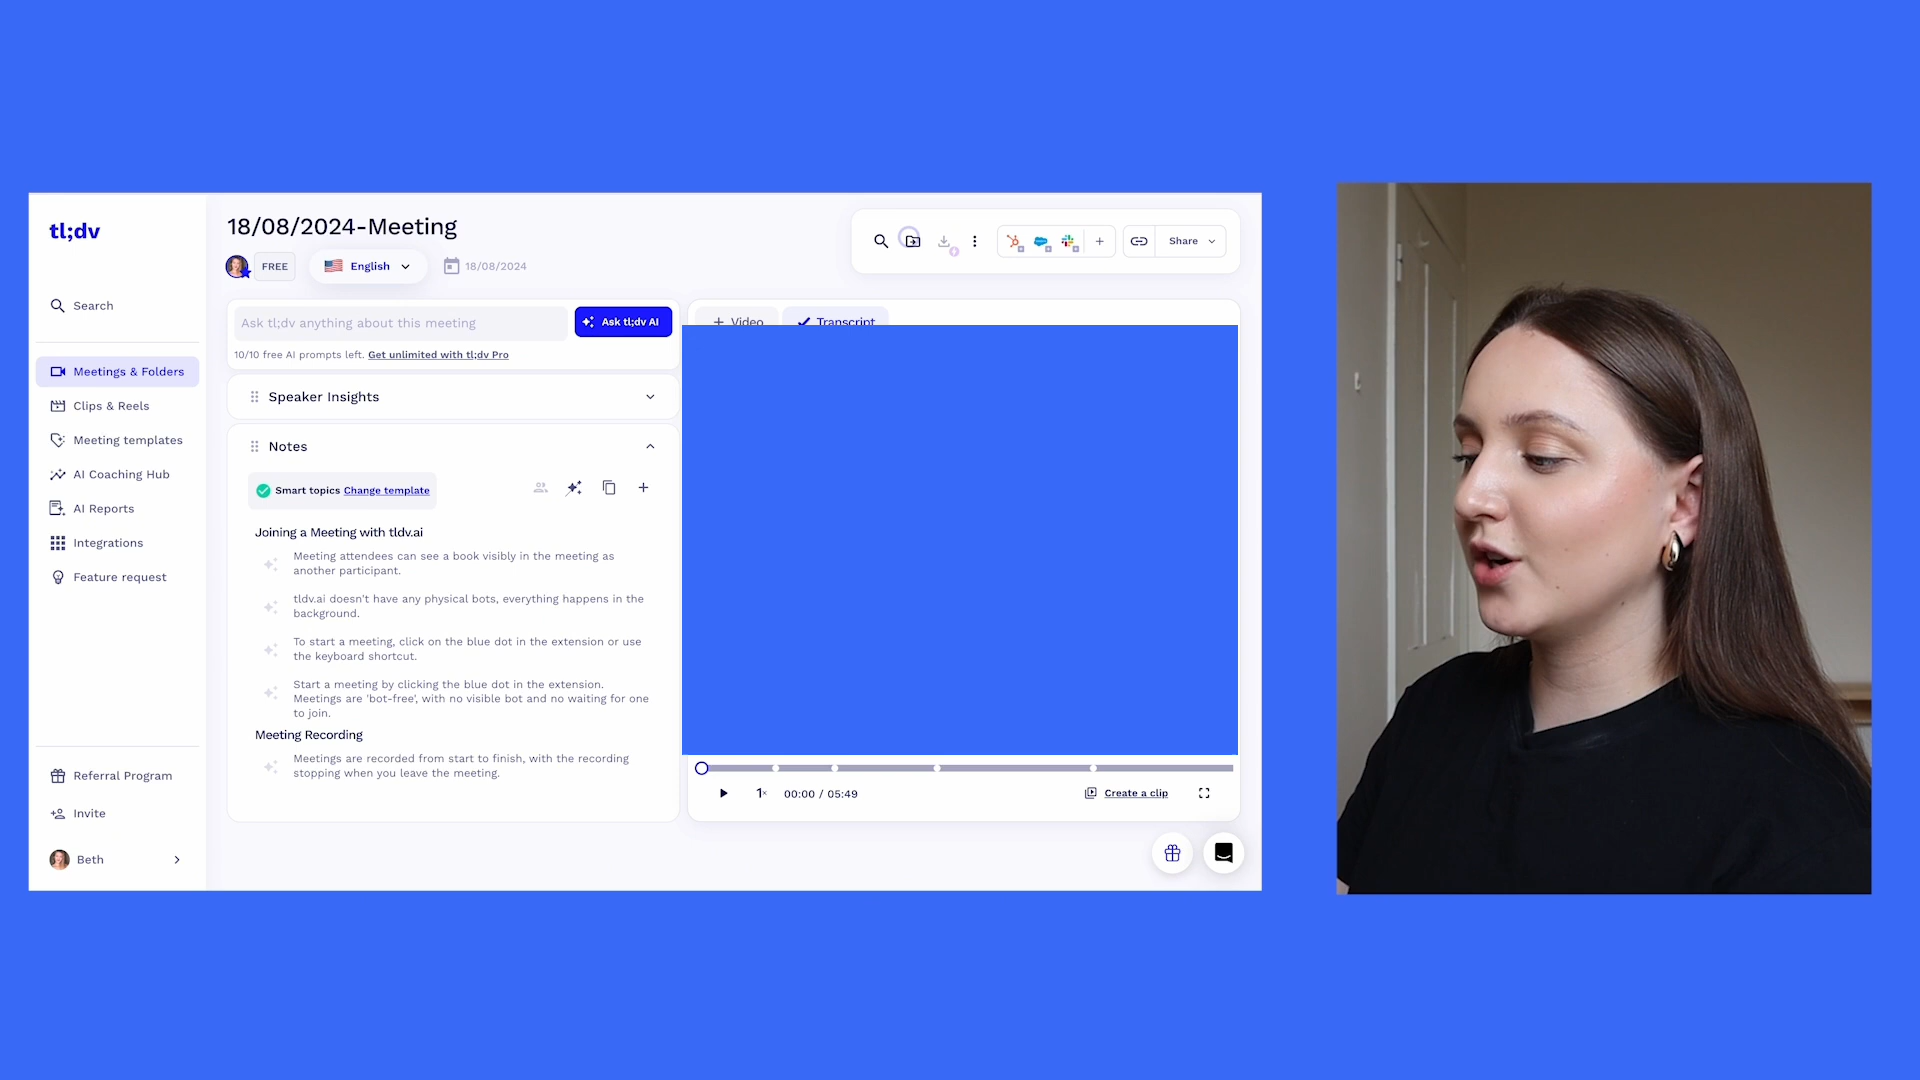 tl;dv
Search
Meetings & Folders
Clips & Reels
Meeting templates
AI Coaching Hub
AI Reports
Integrations
Feature request
Referral Program
Invite
Beth
18/08/2024-Meeting
FREE
English
18/08/2024
Share
Ask tl;dv anything about this meeting
Ask tl;dv AI
10/10 free AI prompts left. Get unlimited with tl;dv Pro
Speaker Insights
Notes
Smart topics Change template
Joining a Meeting with tldv.ai
Meeting attendees can see a book visibly in the meeting as
another participant.
tldv.ai doesn't have any physical bots, everything happens in the
background.
To start a meeting, click on the blue dot in the extension or use
the keyboard shortcut.
Start a meeting by clicking the blue dot in the extension.
Meetings are 'bot-free', with no visible bot and no waiting for one
to join.
Meeting Recording
Meetings are recorded from start to finish, with the recording
stopping when you leave the meeting.
Video
Transcript
1x
00:00 / 05:49
Create a clip